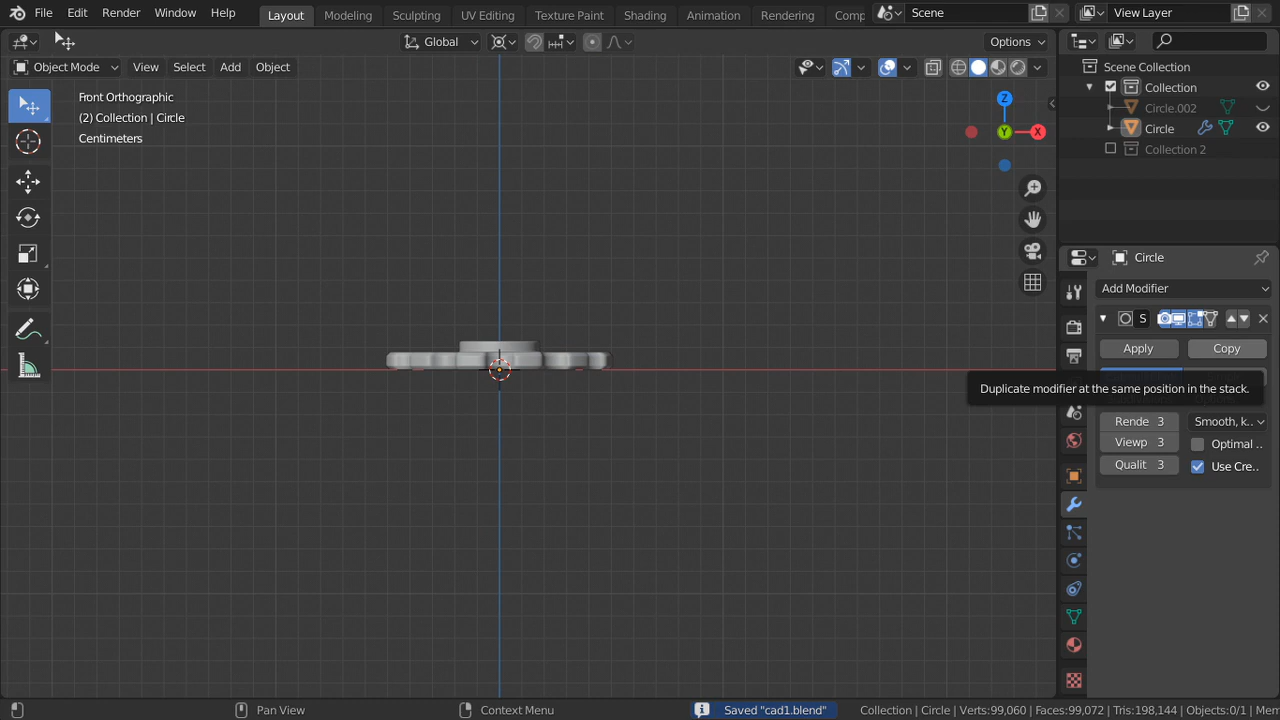 File Edit Render Window Help Layout Modeling Sculpting UV Editing Texture Paint Shading Animation Rendering Comp Scene View Layer
Global Options
Object Mode View Select Add Object Scene Collection
Front Orthographic Collection
(2) Collection | Circle Circle.002
Centimeters Circle
Collection 2
Z
Y X
Circle
Add Modifier
S
Apply Copy
Duplicate modifier at the same position in the stack.
Rende 3 Smooth, k..
Viewp 3 Optimal ..
Qualit 3 Use Cre..
Pan View Context Menu Saved "cad1.blend" Collection | Circle | Verts:99,060 | Faces:99,072 | Tris:198,144 | Objects:0/1 | Mem